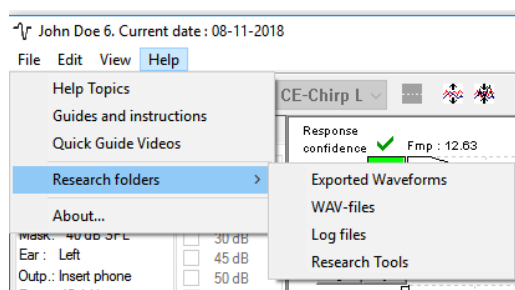 John Doe 6. Current date : 08-11-2018
File Edit View Help
Help Topics
Guides and instructions
Quick Guide Videos
Research folders
About...
CE-Chirp L
Response
confidence Fmp : 12.63
Exported Waveforms
WAV-files
Log files
Research Tools
Mask: 40 dB SPL
30 dB
Ear : Left
45 dB
Outp.: Insert phone
50 dB